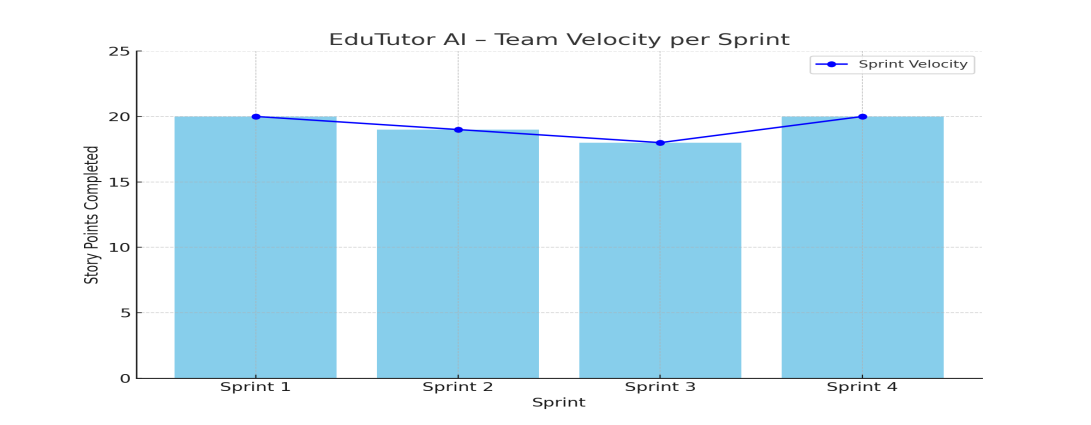 EduTutor AI – Team Velocity per Sprint
Sprint Velocity
Story Points Completed
25
20
15
10
5
0
Sprint 1
Sprint 2
Sprint 3
Sprint 4
Sprint